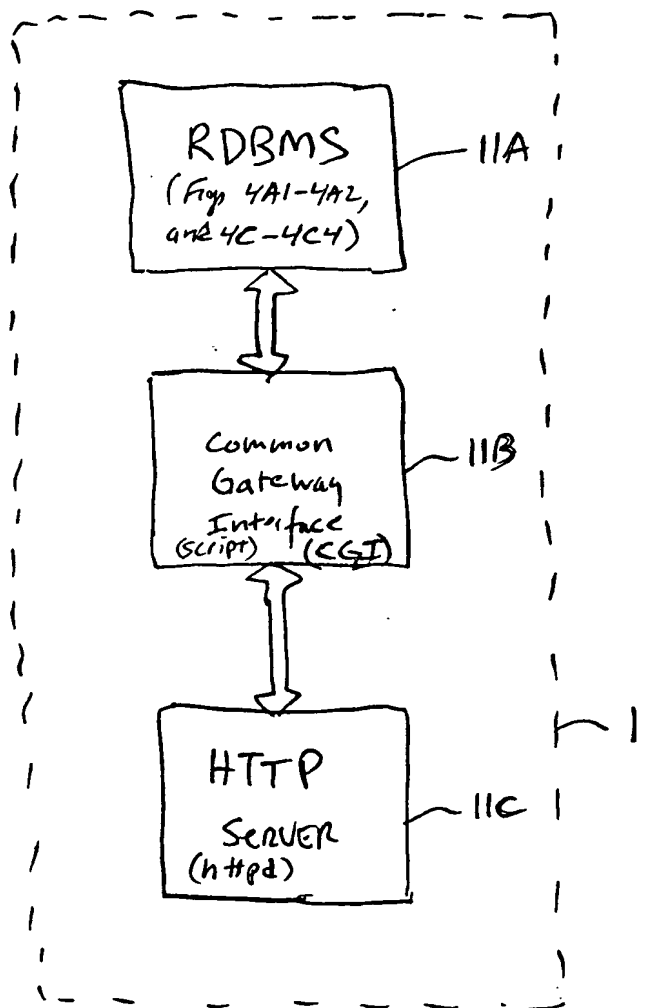 RDBMS
(Figs 4A1-4A2,
and 4C-4C4)
11A
Common
Gateway
Interface
(script) (CGI)
11B
HTTP
SERVER
(httpd)
11C
1